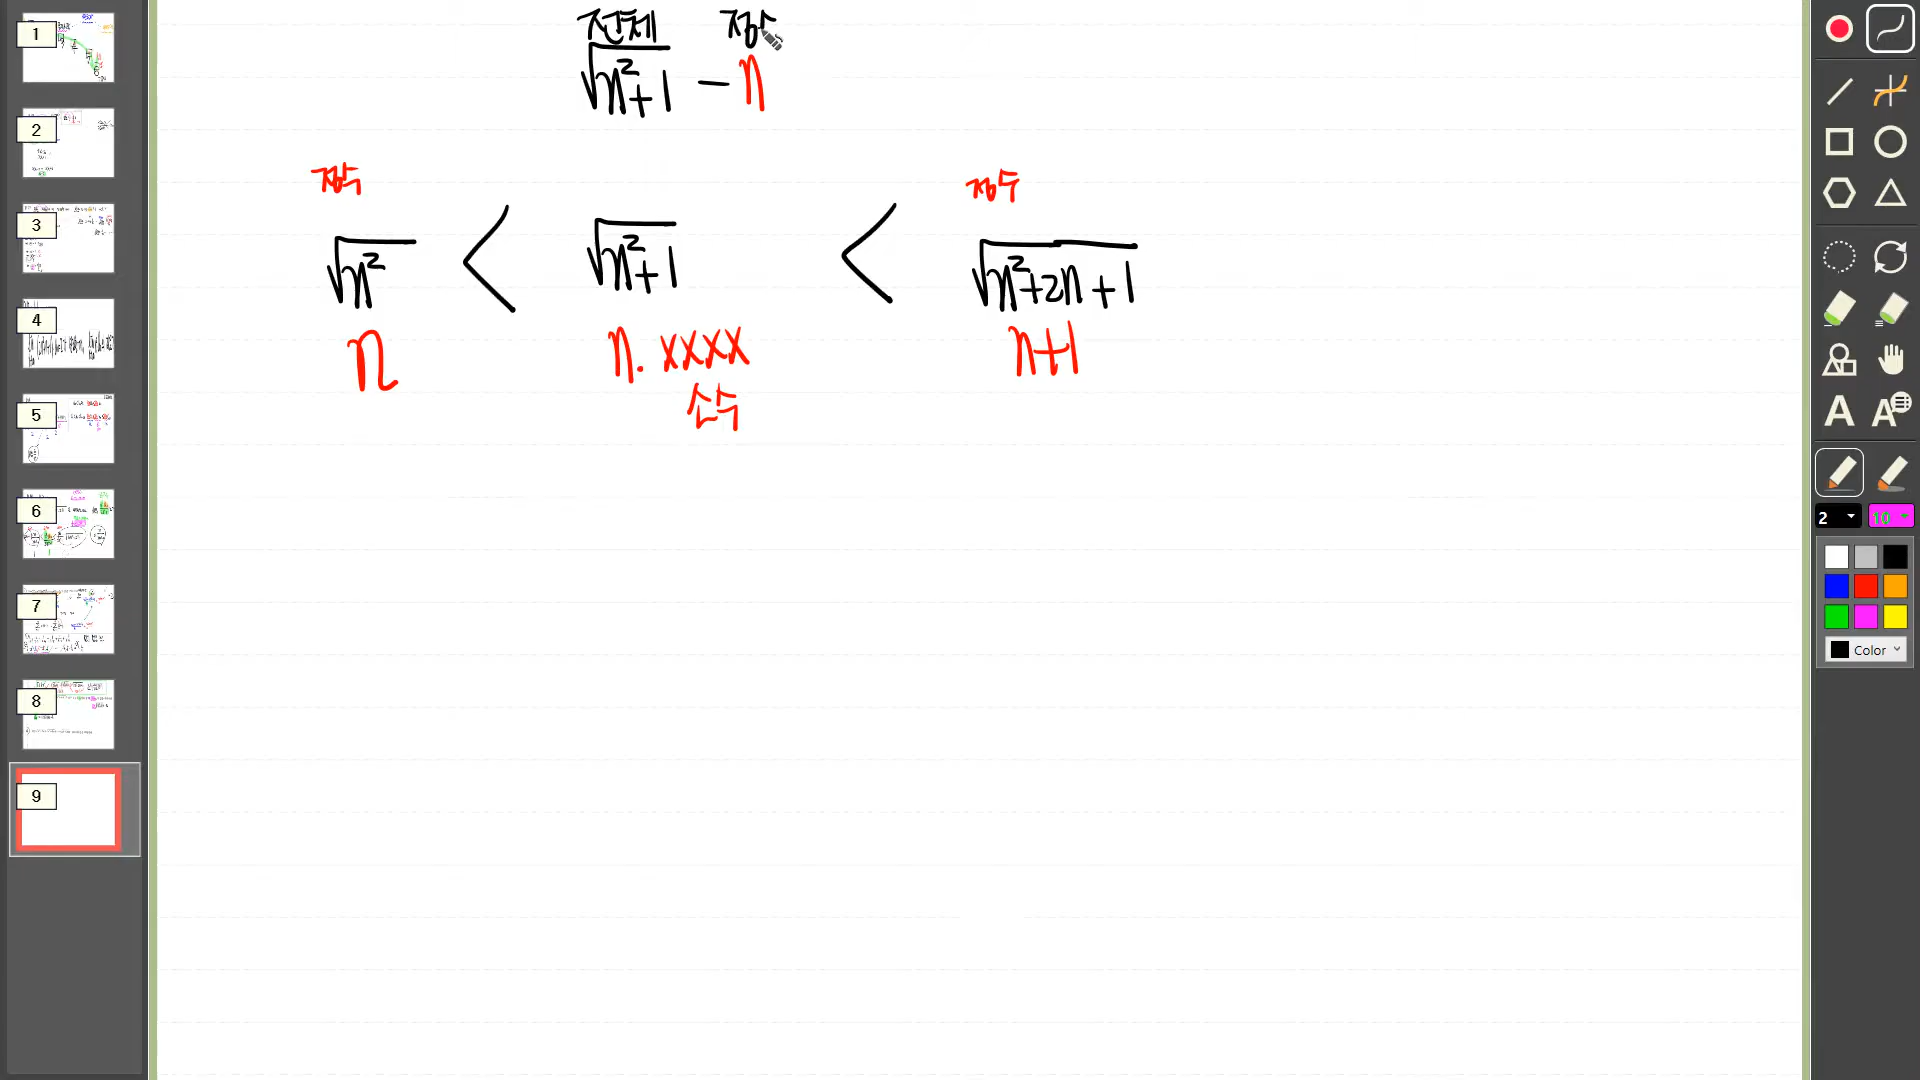 전체 정수
√n²+1 - n
정수 정수
√n² < √n²+1 < √n²+2n+1
n n.xxxx n+1
소수
1
2
3
4
5
6
7
8
9
2 10
Color